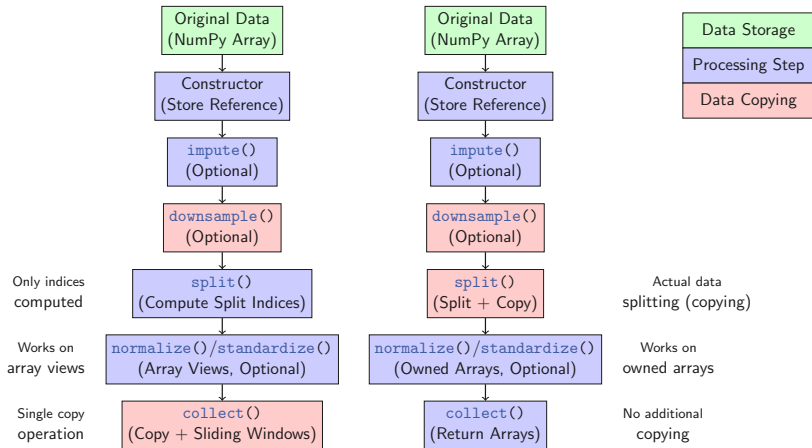 Original Data
(NumPy Array)
Constructor
(Store Reference)
impute()
(Optional)
downsample()
(Optional)
Only indices
computed
split()
(Compute Split Indices)
Works on
array views
normalize()/standardize()
(Array Views, Optional)
Single copy
operation
collect()
(Copy + Sliding Windows)
Original Data
(NumPy Array)
Constructor
(Store Reference)
impute()
(Optional)
downsample()
(Optional)
split()
(Split + Copy)
Actual data
splitting (copying)
normalize()/standardize()
(Owned Arrays, Optional)
Works on
owned arrays
collect()
(Return Arrays)
No additional
copying
Data Storage
Processing Step
Data Copying